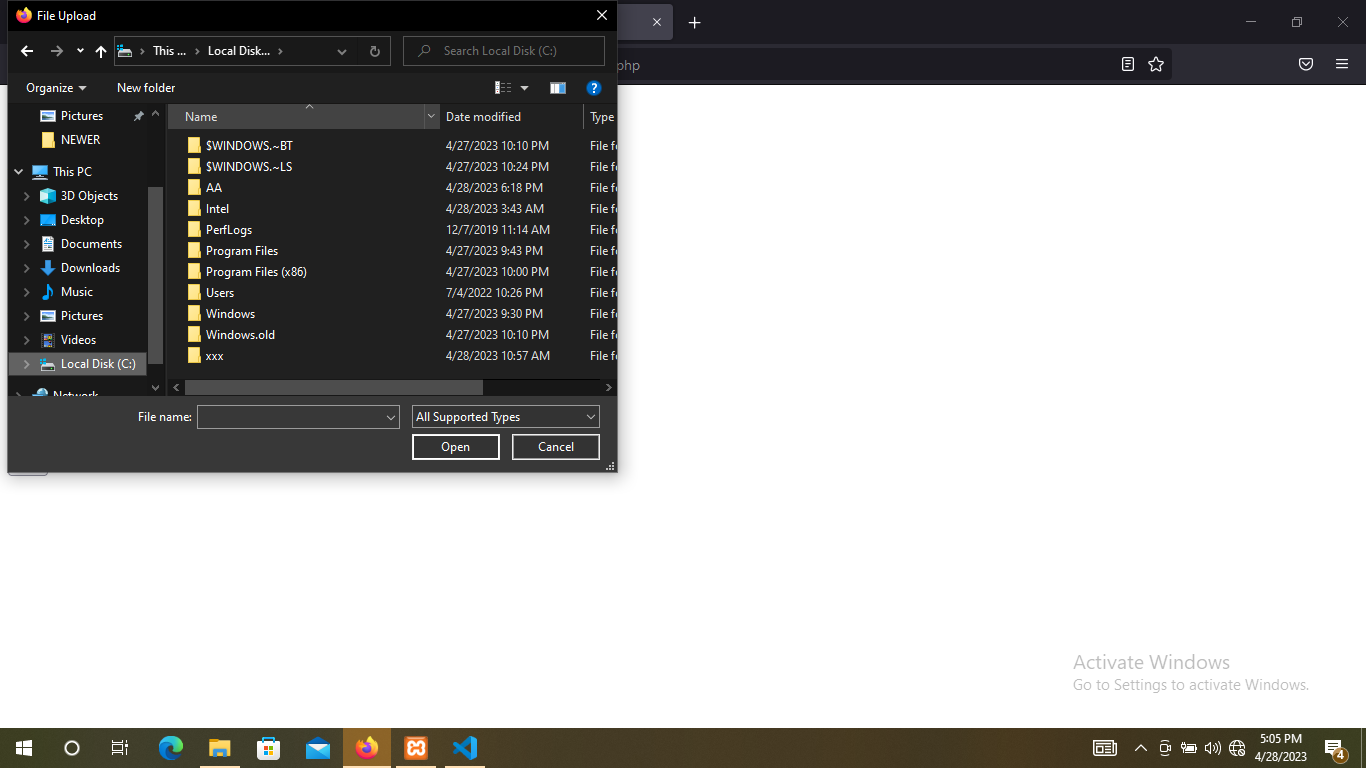 File Upload
This ... Local Disk...
Search Local Disk (C:)
php
Organize New folder
Name Date modified Type
Pictures
NEWER
This PC
3D Objects
Desktop
Documents
Downloads
Music
Pictures
Videos
Local Disk (C:)
Network
$WINDOWS.~BT 4/27/2023 10:10 PM File fo
$WINDOWS.~LS 4/27/2023 10:24 PM File fo
AA 4/28/2023 6:18 PM File fo
Intel 4/28/2023 3:43 AM File fo
PerfLogs 12/7/2019 11:14 AM File fo
Program Files 4/27/2023 9:43 PM File fo
Program Files (x86) 4/27/2023 10:00 PM File fo
Users 7/4/2022 10:26 PM File fo
Windows 4/27/2023 9:30 PM File fo
Windows.old 4/27/2023 10:10 PM File fo
xxx 4/28/2023 10:57 AM File fo
File name: All Supported Types
Open Cancel
Activate Windows
Go to Settings to activate Windows.
5:05 PM
4/28/2023
4